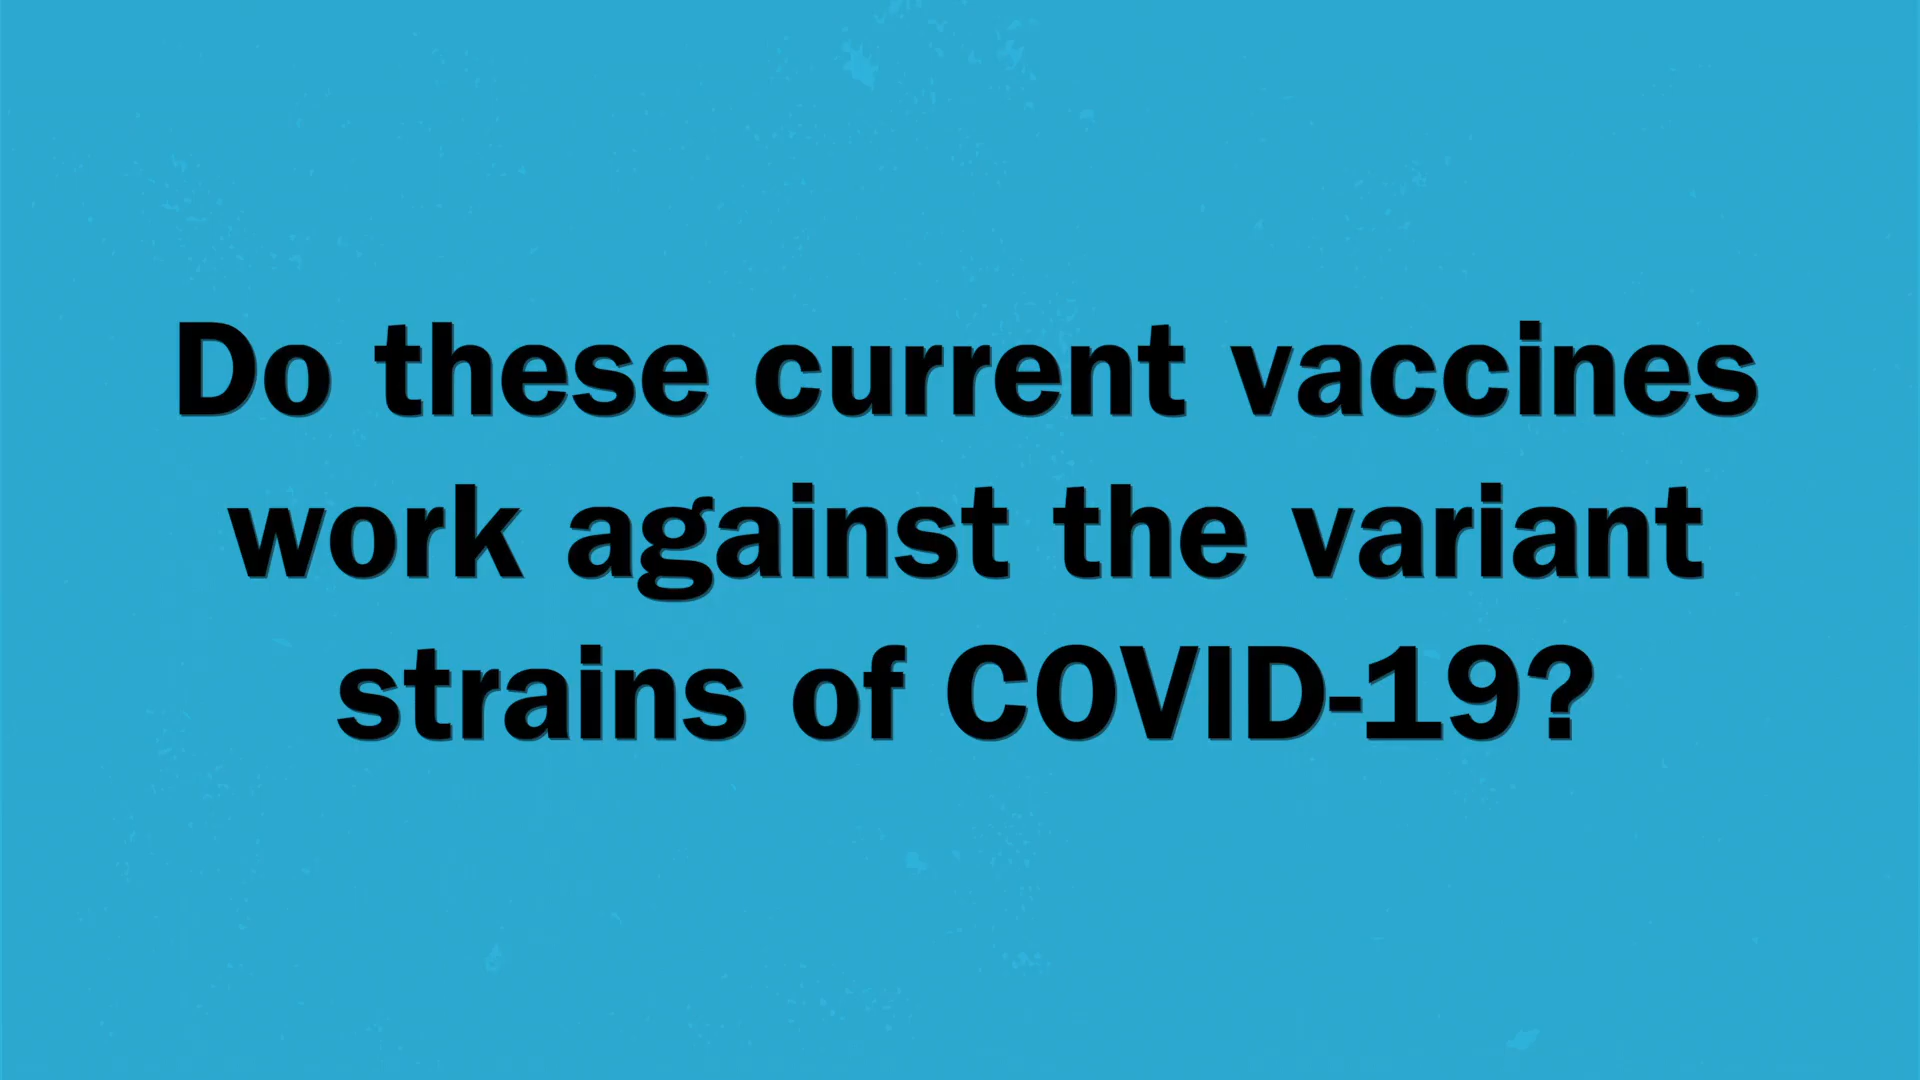 Do these current vaccines
work against the variant
strains of COVID-19?